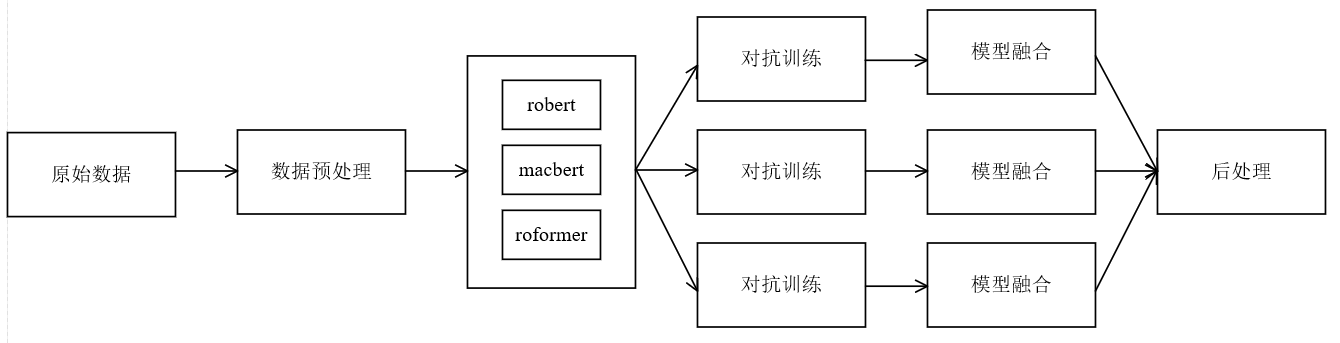 原始数据
数据预处理
robert
macbert
roformer
对抗训练
模型融合
对抗训练
模型融合
对抗训练
模型融合
后处理